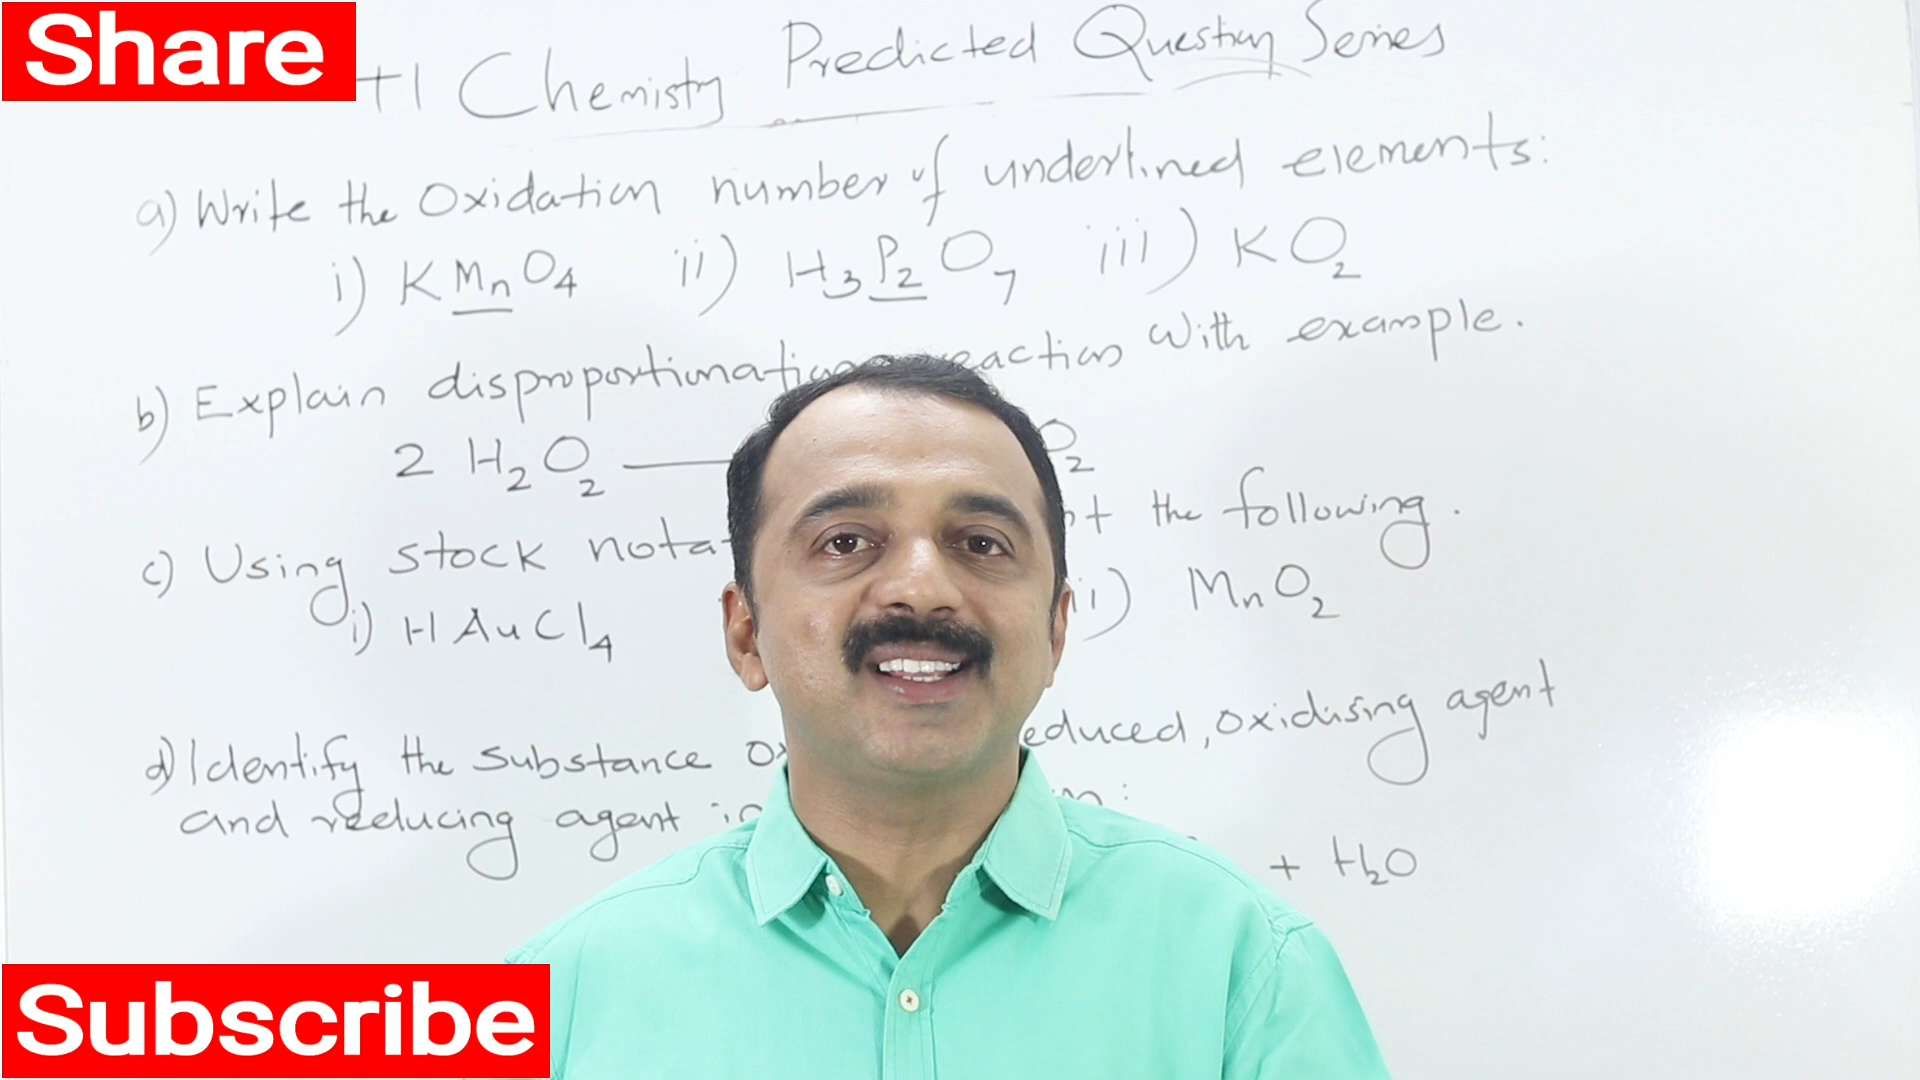 Share
+1 Chemistry Predicted Question Series
a) Write the Oxidation number of underlined elements:
i) KMnO4 ii) H3P2O7 iii) KO2
b) Explain disproportionation reaction with example.
2 H2O2 O2
c) Using stock the following.
i) HAuCl4 ii) MnO2
d) Identify the substance reduced, oxidising agent
and reducing agent
+ H2O
Subscribe